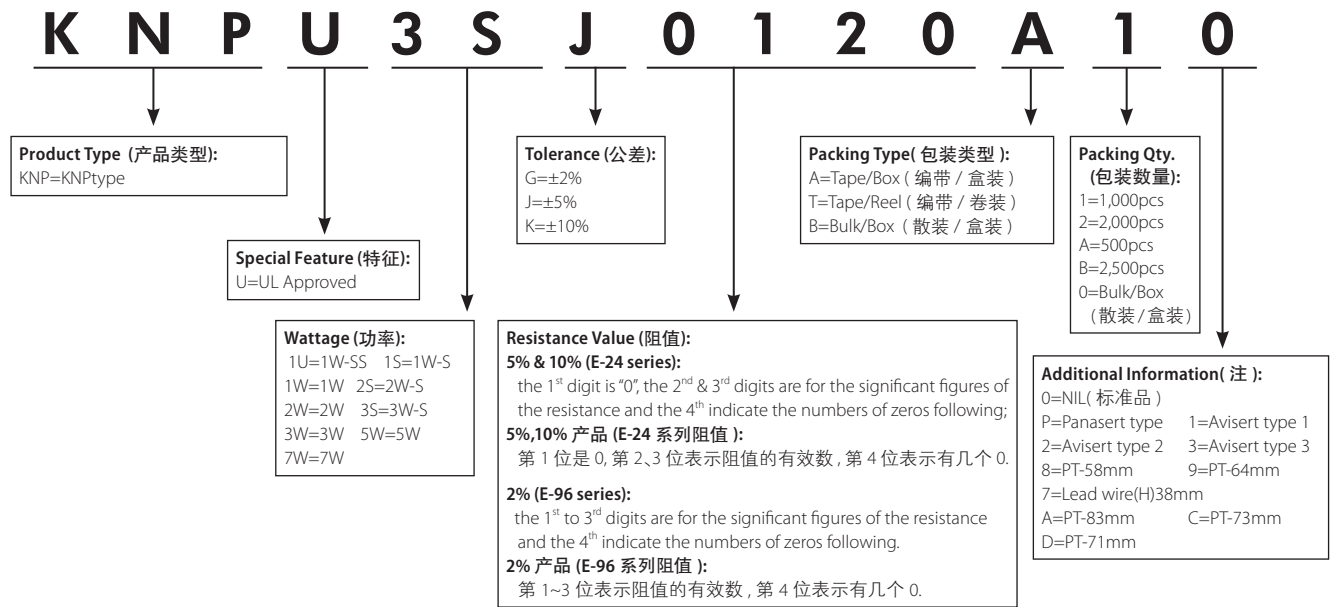 K N P U 3 S J 0 1 2 0 A 1 0
Product Type (产品类型):
KNP=KNPtype
Special Feature (特征):
U=UL Approved
Wattage (功率):
1U=1W-SS 1S=1W-S
1W=1W 2S=2W-S
2W=2W 3S=3W-S
3W=3W 5W=5W
7W=7W
Tolerance (公差):
G=±2%
J=±5%
K=±10%
Resistance Value (阻值):
5% & 10% (E-24 series):
the 1st digit is “0”, the 2nd & 3rd digits are for the significant figures of
the resistance and the 4th indicate the numbers of zeros following;
5%,10% 产品 (E-24 系列阻值 ):
第 1 位是 0, 第 2、3 位表示阻值的有效数 , 第 4 位表示有几个 0.
2% (E-96 series):
the 1st to 3rd digits are for the significant figures of the resistance
and the 4th indicate the numbers of zeros following.
2% 产品 (E-96 系列阻值 ):
第 1~3 位表示阻值的有效数 , 第 4 位表示有几个 0.
Packing Type( 包装类型 ):
A=Tape/Box ( 编带 / 盒装 )
T=Tape/Reel ( 编带 / 卷装 )
B=Bulk/Box ( 散装 / 盒装 )
Packing Qty.
(包装数量):
1=1,000pcs
2=2,000pcs
A=500pcs
B=2,500pcs
0=Bulk/Box
(散装 / 盒装)
Additional Information( 注 ):
0=NIL( 标准品 )
P=Panasert type 1=Avisert type 1
2=Avisert type 2 3=Avisert type 3
8=PT-58mm 9=PT-64mm
7=Lead wire(H)38mm
A=PT-83mm C=PT-73mm
D=PT-71mm